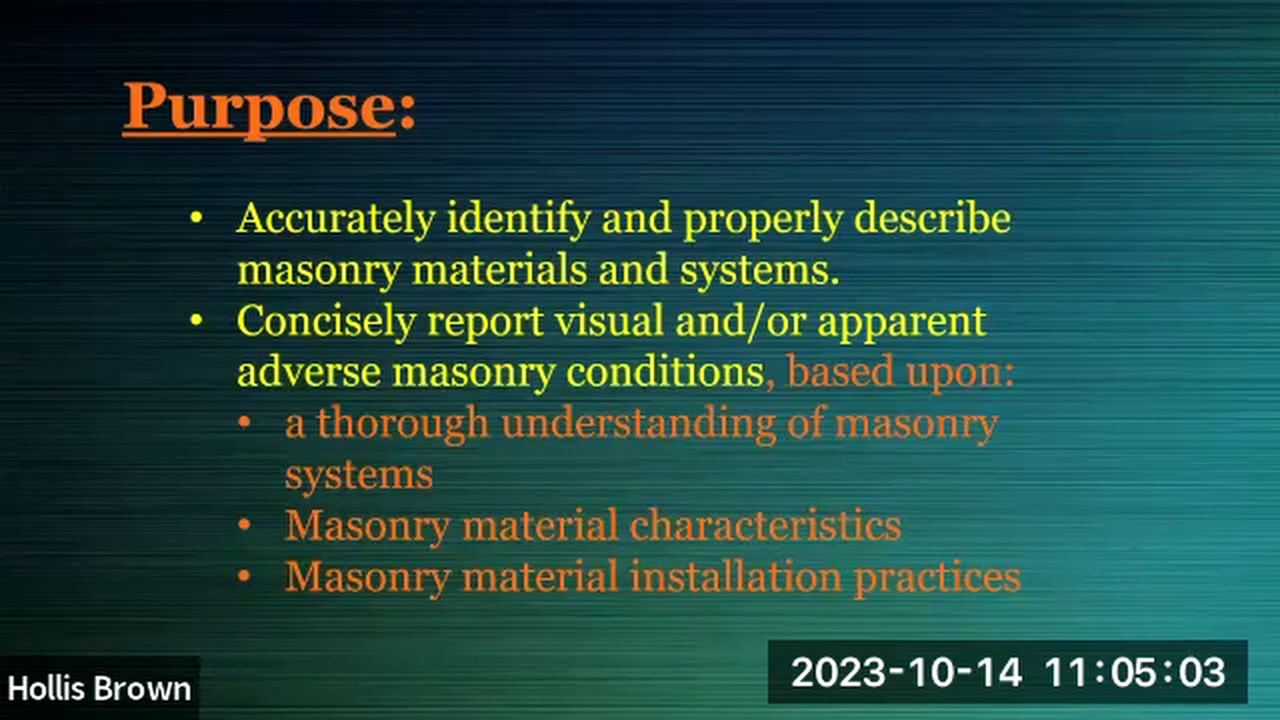 Purpose:
• Accurately identify and properly describe
masonry materials and systems.
• Concisely report visual and/or apparent
adverse masonry conditions, based upon:
• a thorough understanding of masonry
systems
• Masonry material characteristics
• Masonry material installation practices
Hollis Brown
2023-10-14 11:05:03